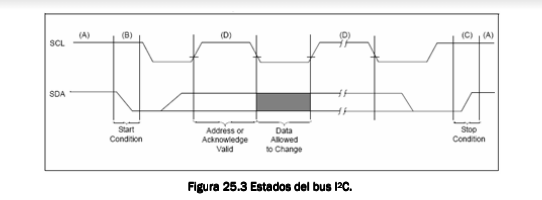 (A) (B) (D) (D) (C) (A)
SCL
SDA
Start
Condition
Address or
Acknowledge
Valid
Data
Allowed
to Change
Stop
Condition
Figura 25.3 Estados del bus I²C.